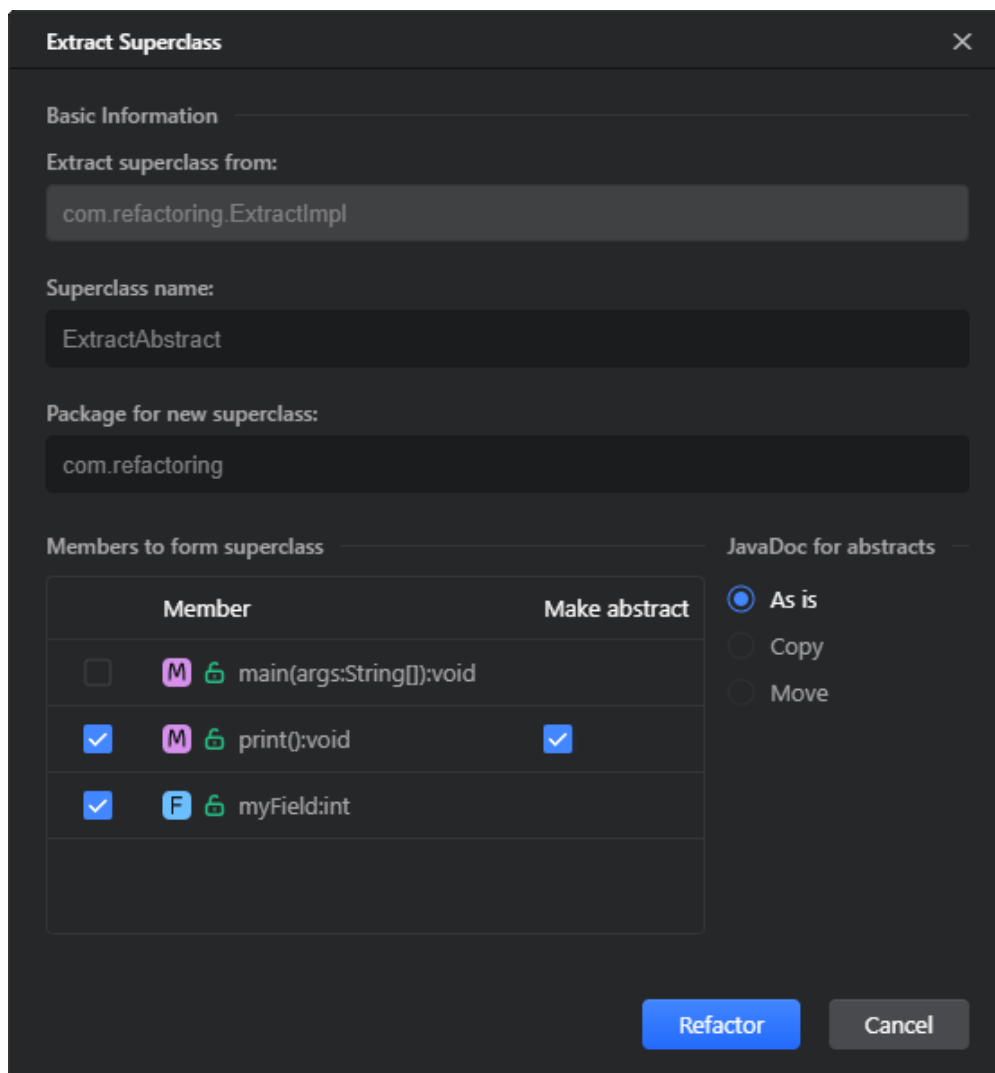 Extract Superclass
Basic Information
Extract superclass from:
com.refactoring.ExtractImpl
Superclass name:
ExtractAbstract
Package for new superclass:
com.refactoring
Members to form superclass
Member Make abstract
M main(args:String[]):void
M print():void
F myField:int
JavaDoc for abstracts
As is
Copy
Move
Refactor Cancel